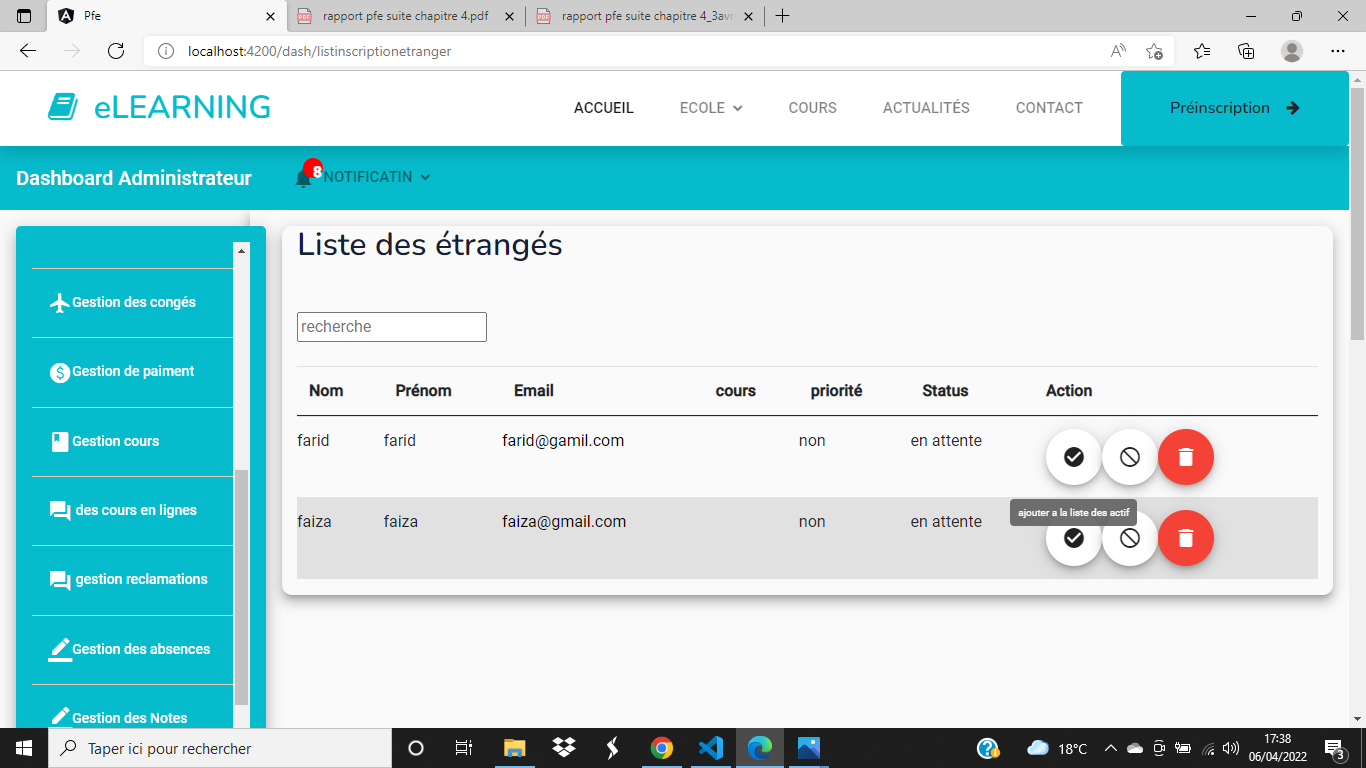 Pfe
rapport pfe suite chapitre 4.pdf
rapport pfe suite chapitre 4_3avr
localhost:4200/dash/listinscriptionetranger
eLEARNING
ACCUEIL
ECOLE
COURS
ACTUALITÉS
CONTACT
Préinscription
Dashboard Administrateur
8
NOTIFICATIN
Gestion des congés
Gestion de paiment
Gestion cours
des cours en lignes
gestion reclamations
Gestion des absences
Gestion des Notes
Liste des étrangés
recherche
Nom Prénom Email cours priorité Status Action
farid farid farid@gamil.com non en attente
ajouter a la liste des actif
faiza faiza faiza@gmail.com non en attente
Taper ici pour rechercher
18°C
17:38
06/04/2022
3